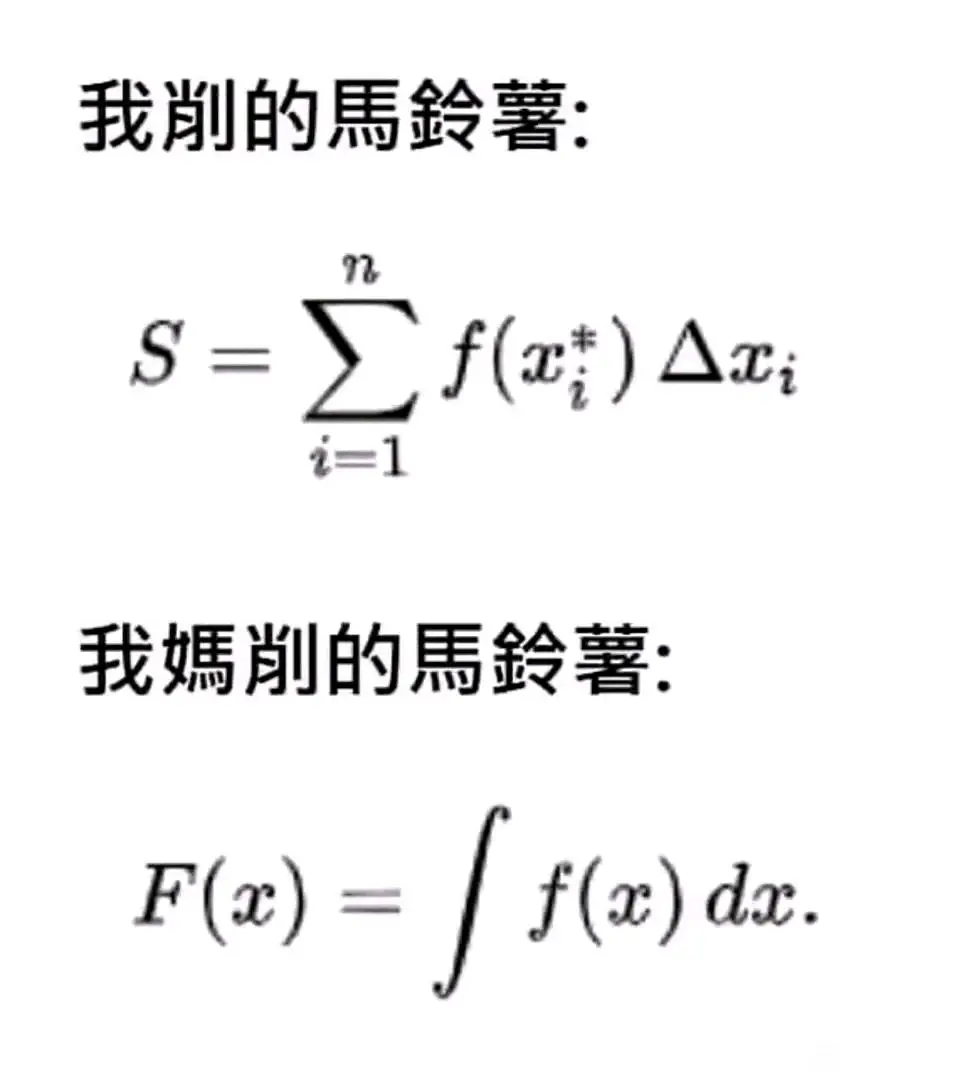 我削的馬鈴薯:
$S = \sum_{i=1}^{n} f(x_i^*) \, \Delta x_i$
我媽削的馬鈴薯:
$F(x) = \int f(x) \, dx.$